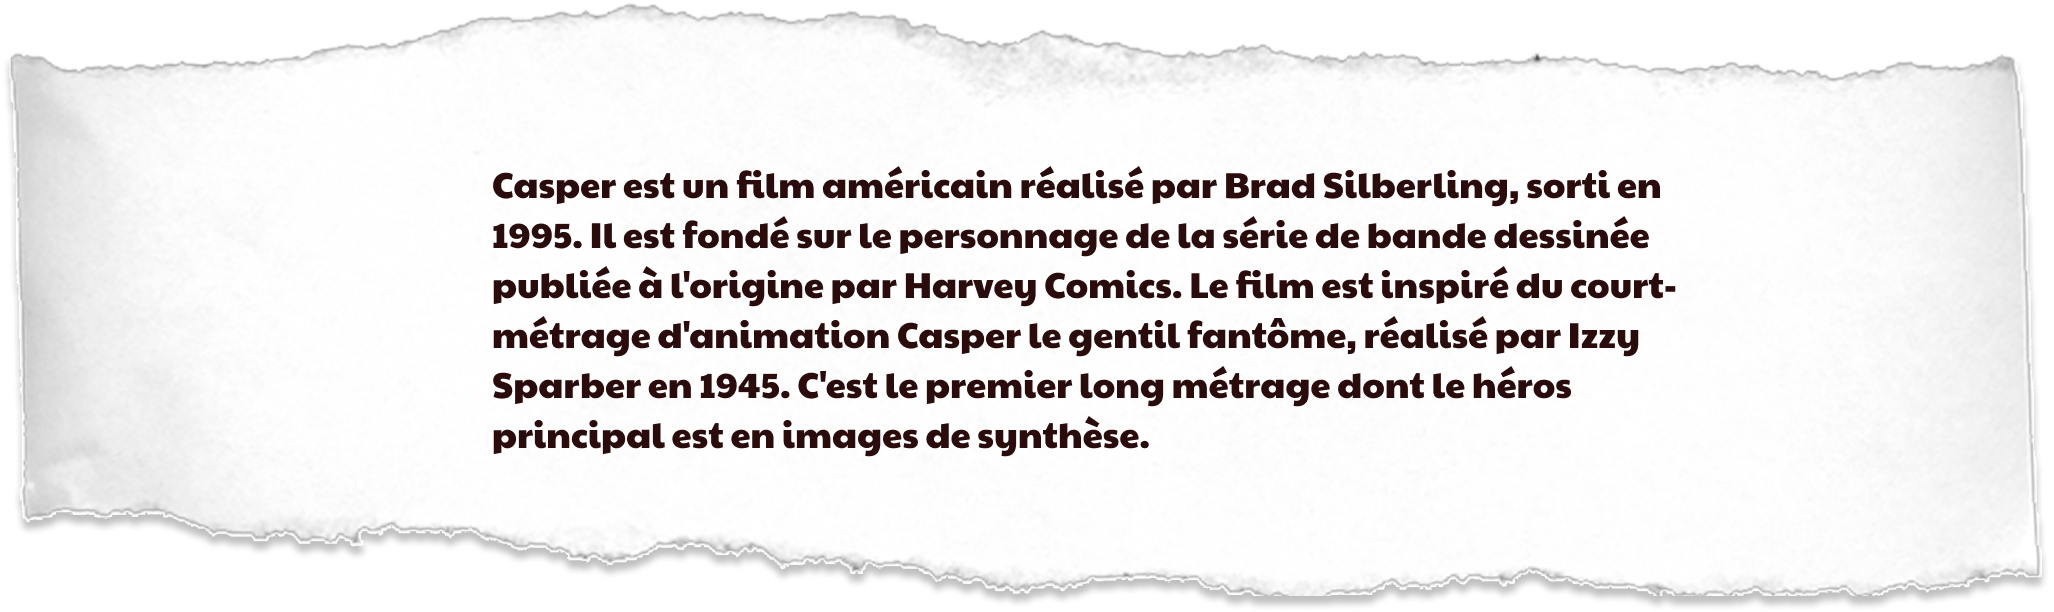 Casper est un film américain réalisé par Brad Silberling, sorti en
1995. Il est fondé sur le personnage de la série de bande dessinée
publiée à l'origine par Harvey Comics. Le film est inspiré du court-
métrage d'animation Casper le gentil fantôme, réalisé par Izzy
Sparber en 1945. C'est le premier long métrage dont le héros
principal est en images de synthèse.